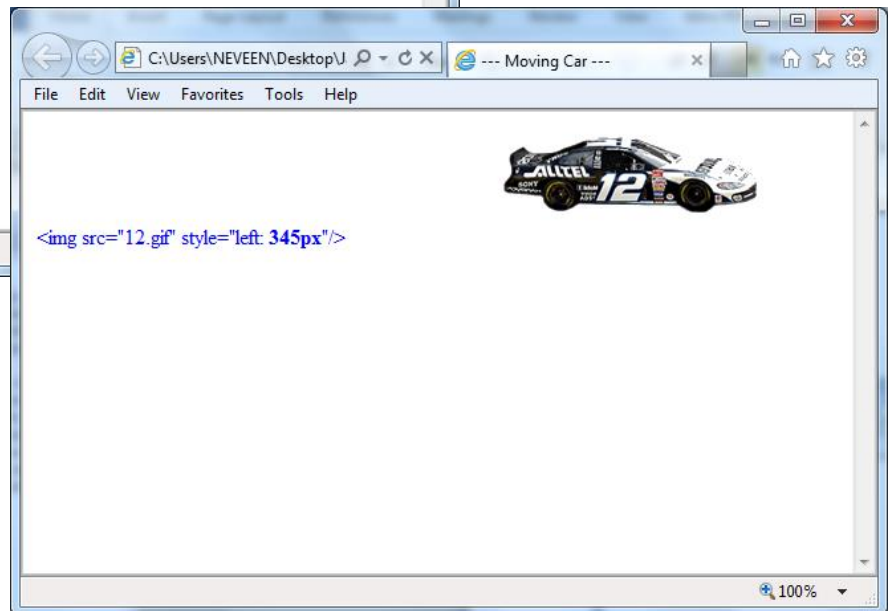 C:\Users\NEVEEN\Desktop\J
--- Moving Car ---
File Edit View Favorites Tools Help
ALLTEL
SONY
12
<img src="12.gif" style="left: 345px"/>
100%